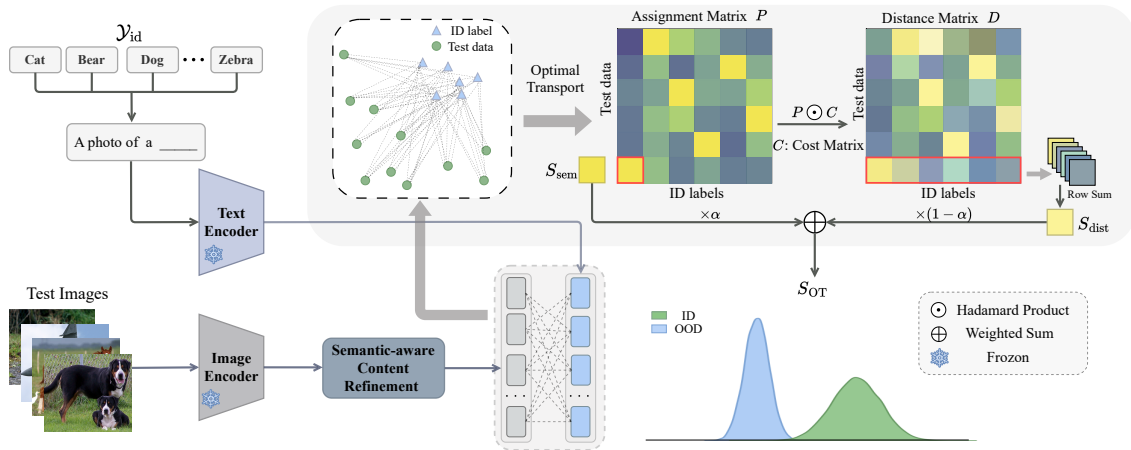 𝒴id
Cat
Bear
Dog
...
Zebra
A photo of a _____
Text
Encoder
Test Images
Image
Encoder
Semantic-aware
Content
Refinement
ID label
Test data
Optimal
Transport
Assignment Matrix P
Test data
ID labels
P ⊙ C
C: Cost Matrix
Distance Matrix D
Test data
ID labels
Row Sum
Ssem
×α
×(1 − α)
Sdist
SOT
...
...
ID
OOD
Hadamard Product
Weighted Sum
Frozon